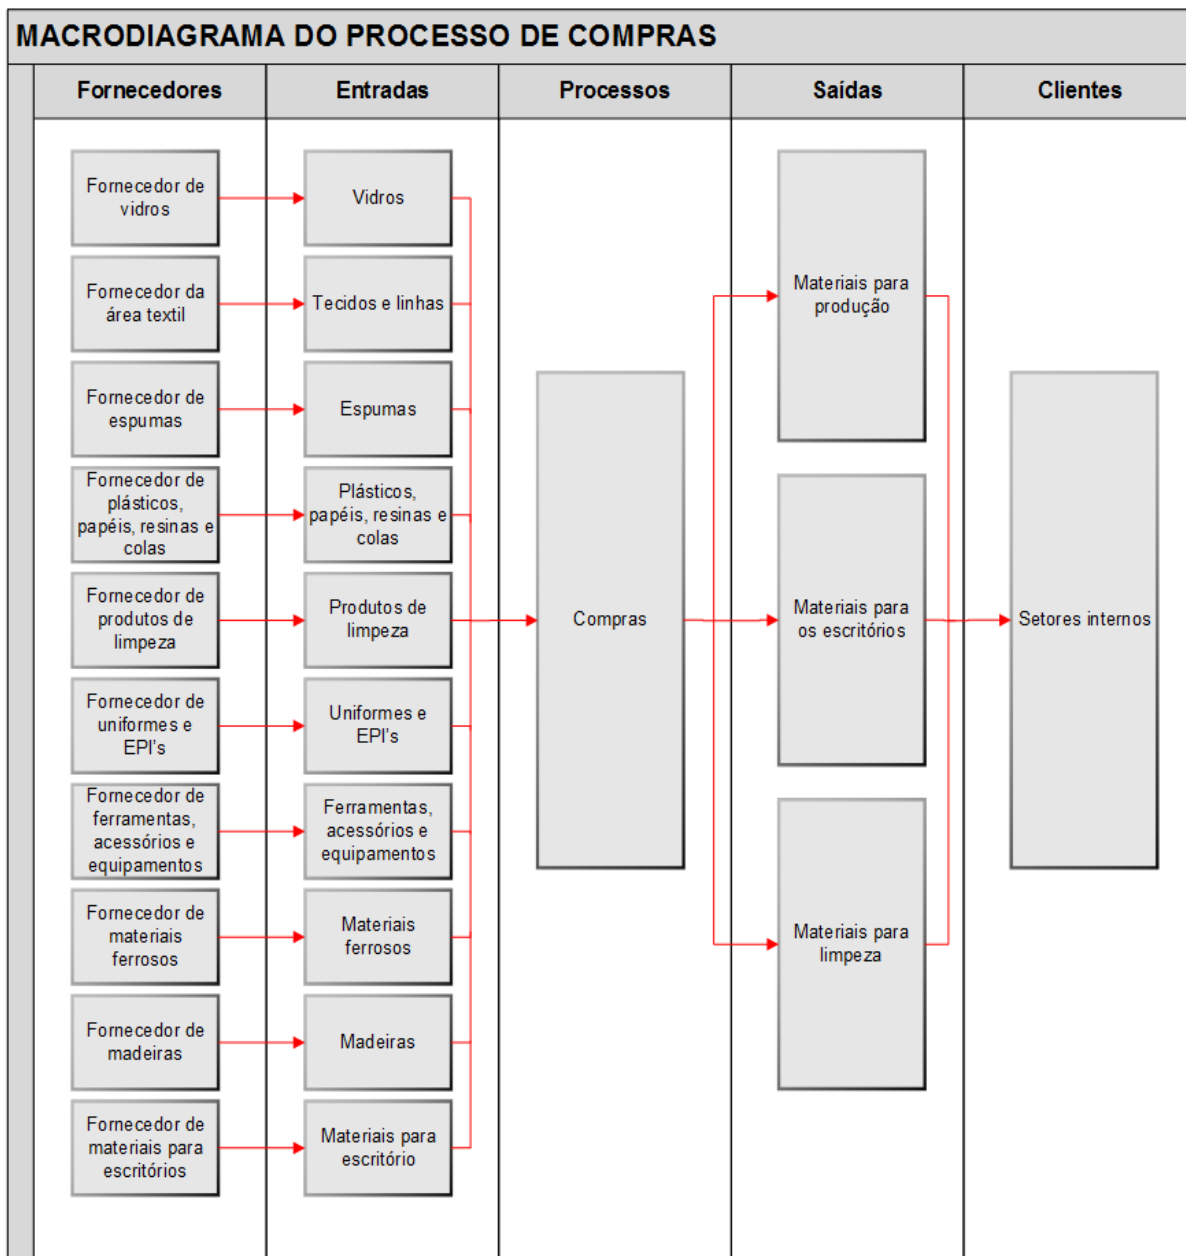 MACRODIAGRAMA DO PROCESSO DE COMPRAS
Fornecedores
Entradas
Processos
Saídas
Clientes
Fornecedor de
vidros
Vidros
Fornecedor da
área textil
Tecidos e linhas
Fornecedor de
espumas
Espumas
Fornecedor de
plásticos,
papéis, resinas e
colas
Plásticos,
papéis, resinas e
colas
Fornecedor de
produtos de
limpeza
Produtos de
limpeza
Fornecedor de
uniformes e
EPI's
Uniformes e
EPI's
Fornecedor de
ferramentas,
acessórios e
equipamentos
Ferramentas,
acessórios e
equipamentos
Fornecedor de
materiais
ferrosos
Materiais
ferrosos
Fornecedor de
madeiras
Madeiras
Fornecedor de
materiais para
escritórios
Materiais para
escritório
Compras
Materiais para
produção
Materiais para
os escritórios
Materiais para
limpeza
Setores internos